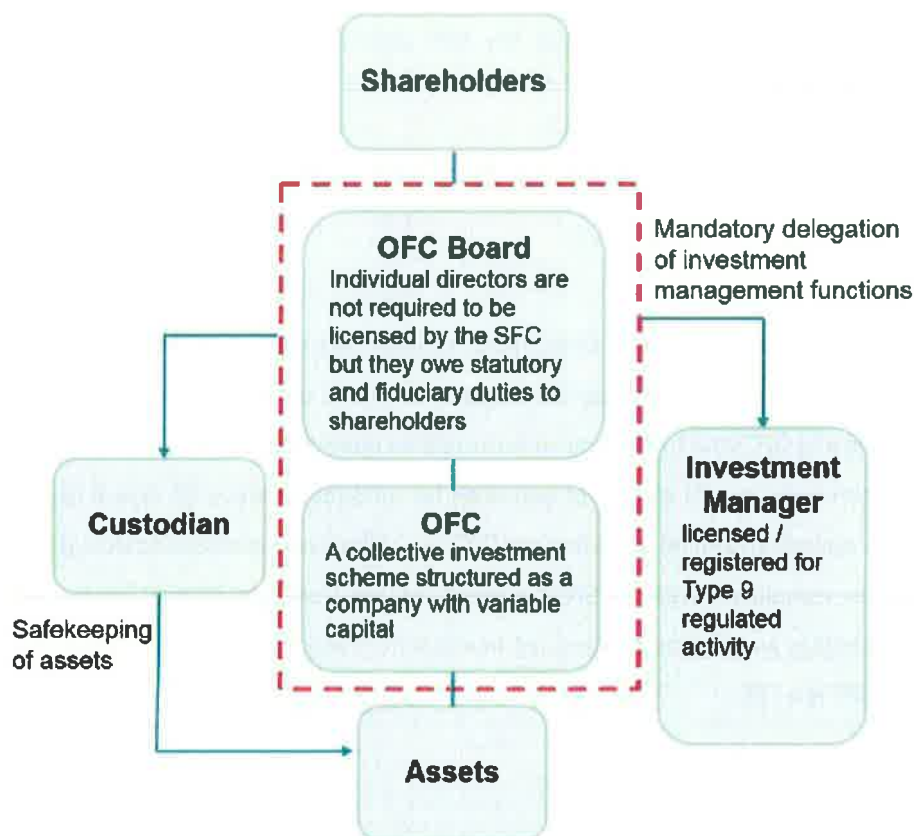 Shareholders
OFC Board
Individual directors are
not required to be
licensed by the SFC
but they owe statutory
and fiduciary duties to
shareholders
Mandatory delegation
of investment
management functions
Custodian
OFC
A collective investment
scheme structured as a
company with variable
capital
Investment
Manager
licensed /
registered for
Type 9
regulated
activity
Safekeeping
of assets
Assets